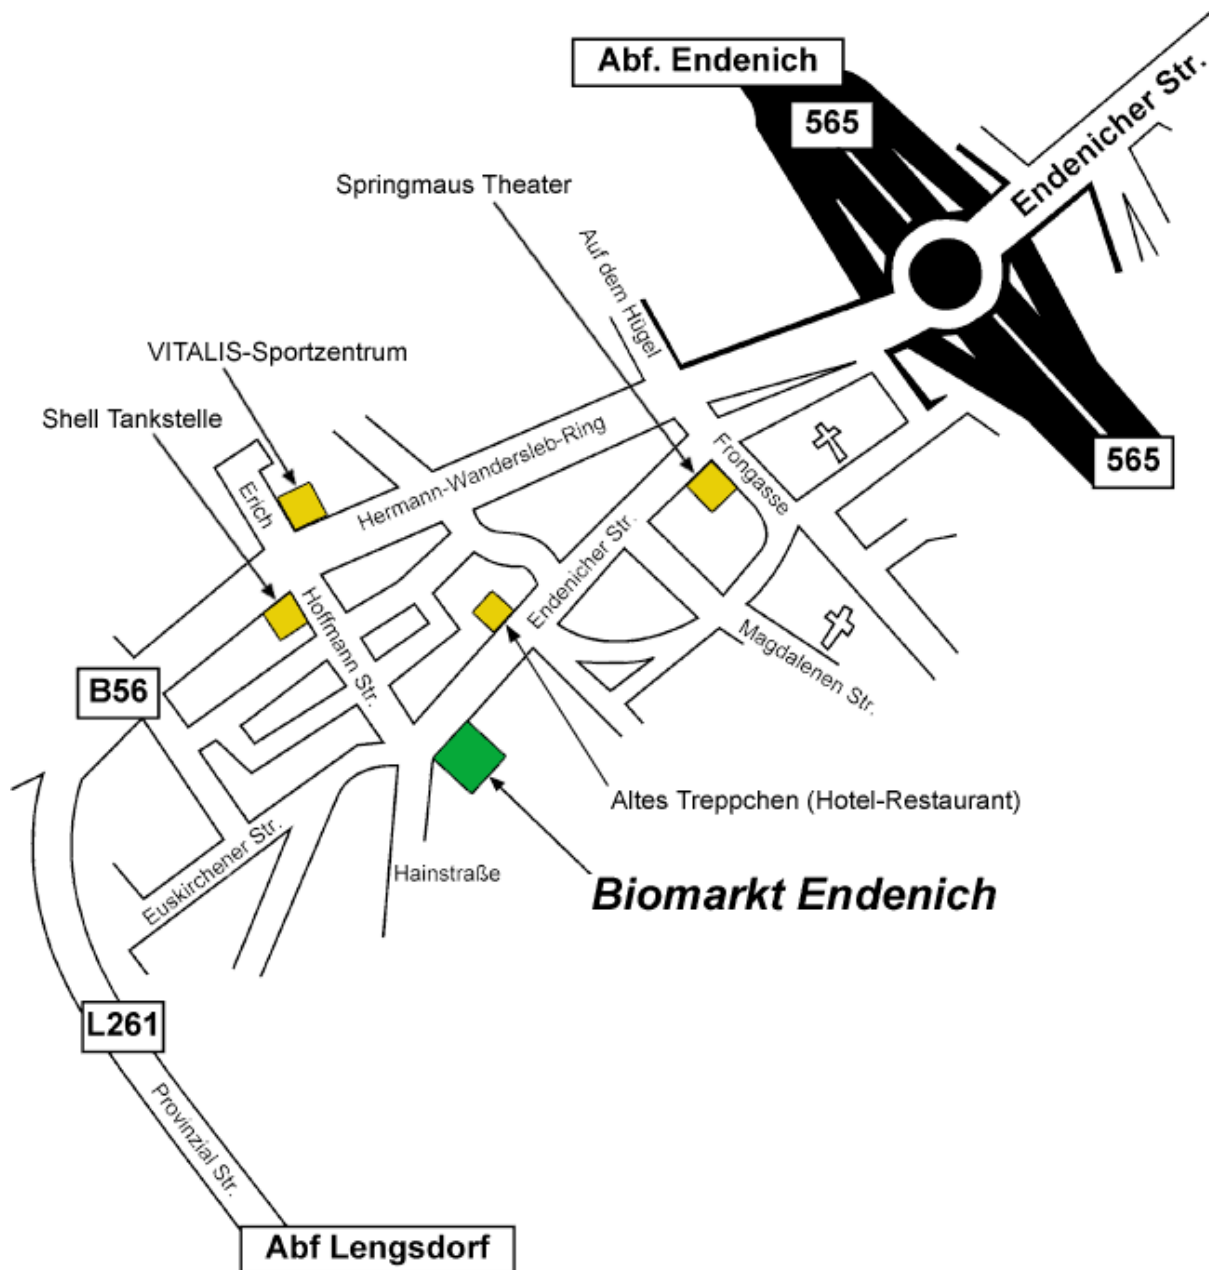 Abf. Endenich
565
Endenicher Str.
Springmaus Theater
Auf dem Hügel
VITALIS-Sportzentrum
Shell Tankstelle
Hermann-Wandersleb-Ring
Frongasse
565
Erich
Endenicher Str.
Hoffmann Str.
Magdalenen Str.
B56
Altes Treppchen (Hotel-Restaurant)
Euskirchener Str.
Hainstraße
Biomarkt Endenich
L261
Provinzial Str.
Abf Lengsdorf